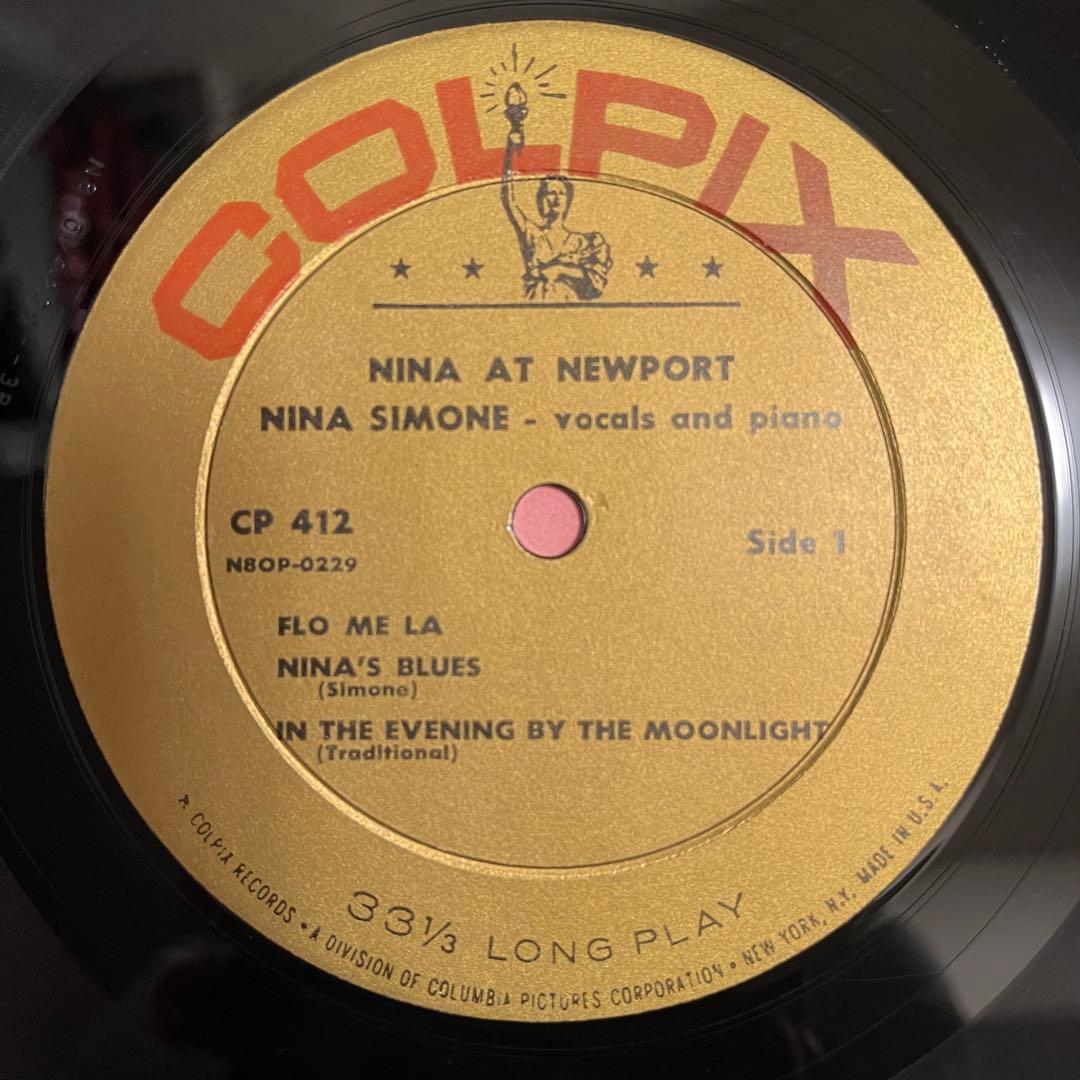 COLPIX
NINA AT NEWPORT
NINA SIMONE - vocals and piano
CP 412
Side 1
N8OP-0229
FLO ME LA
NINA'S BLUES
(Simone)
IN THE EVENING BY THE MOONLIGHT
(Traditional)
33⅓ LONG PLAY
COLPIX RECORDS • A DIVISION OF COLUMBIA PICTURES CORPORATION • NEW YORK, N.Y. MADE IN U.S.A.